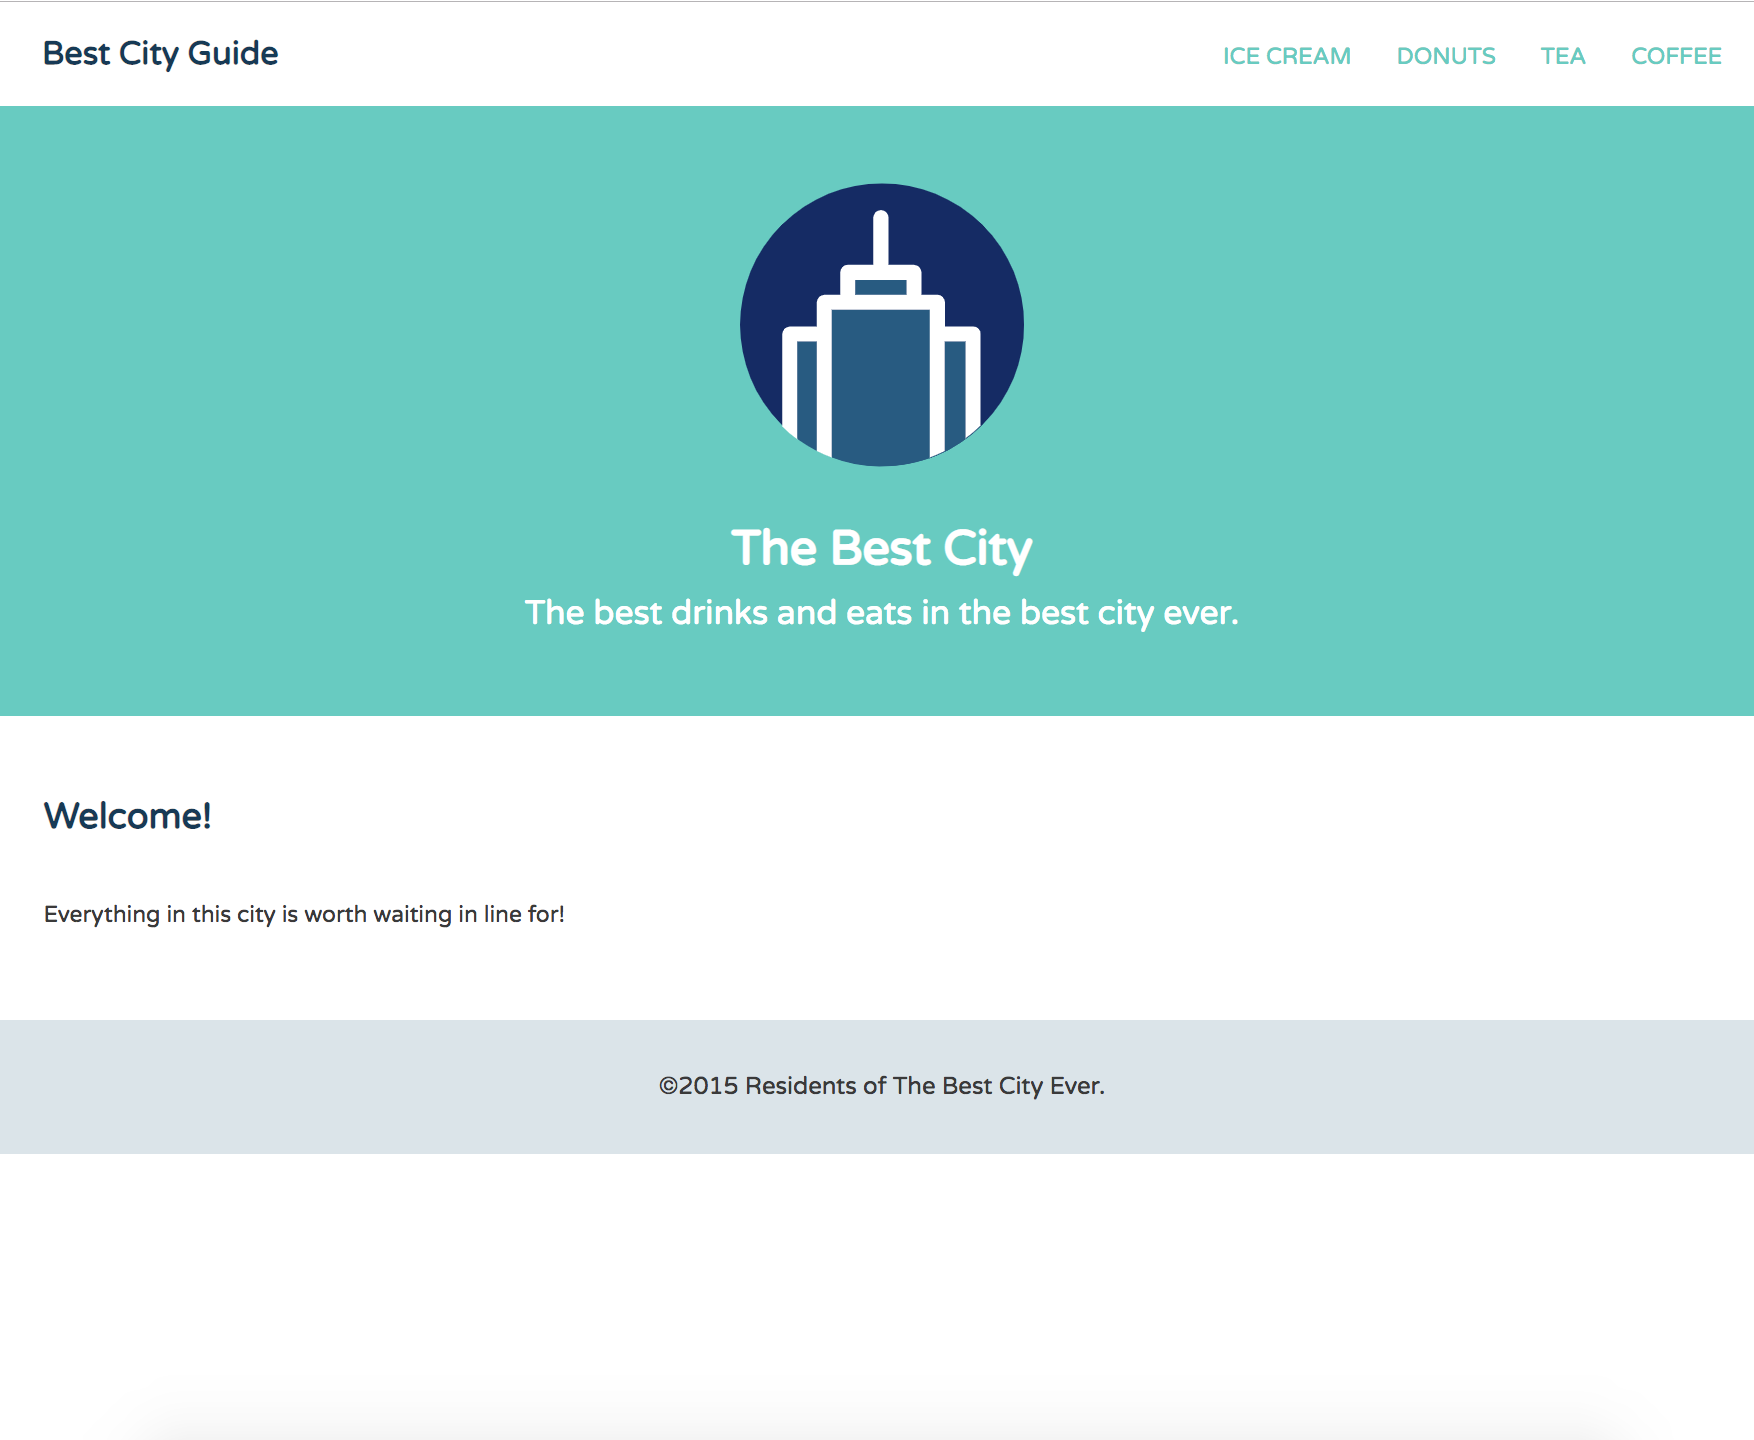 Best City Guide
ICE CREAM DONUTS TEA COFFEE
The Best City
The best drinks and eats in the best city ever.
Welcome!
Everything in this city is worth waiting in line for!
©2015 Residents of The Best City Ever.